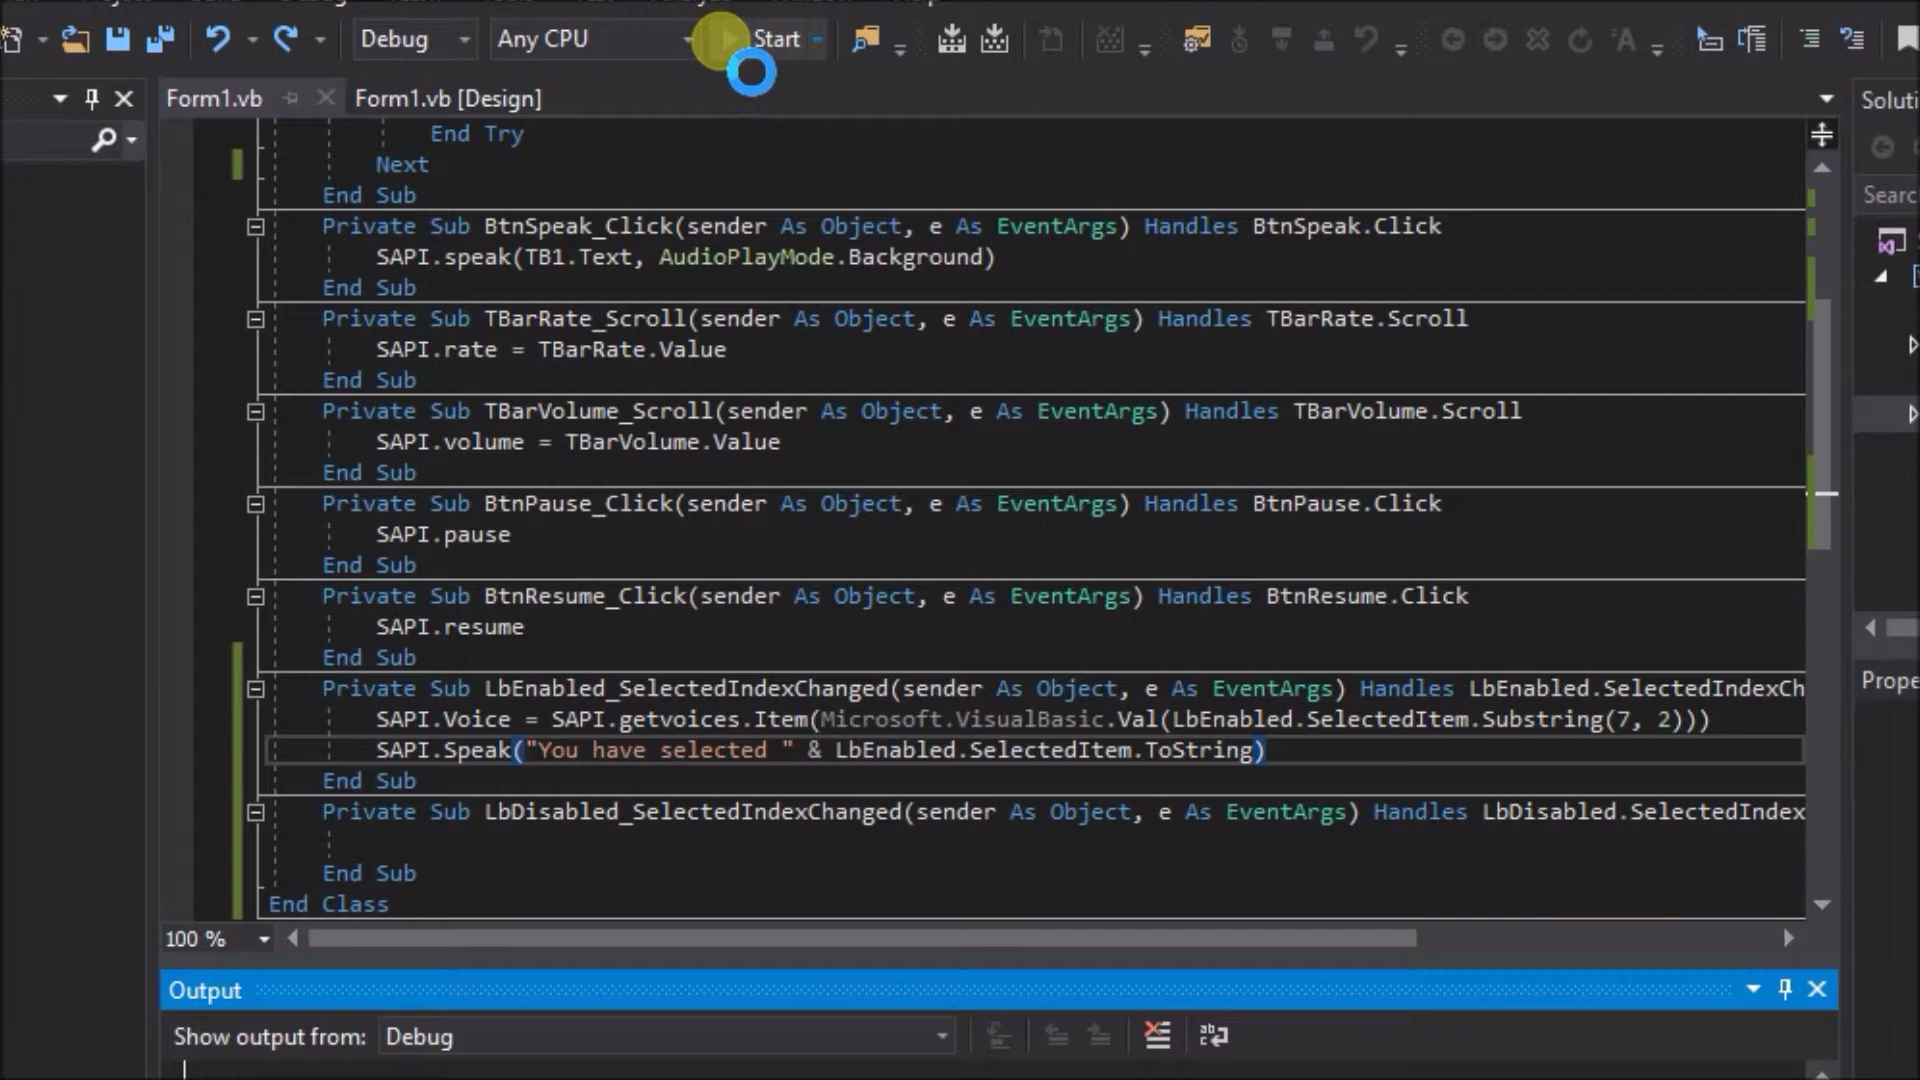 Debug
Any CPU
Start
Form1.vb
Form1.vb [Design]
Soluti
End Try
Next
End Sub
Searc
Private Sub BtnSpeak_Click(sender As Object, e As EventArgs) Handles BtnSpeak.Click
SAPI.speak(TB1.Text, AudioPlayMode.Background)
End Sub
Private Sub TBarRate_Scroll(sender As Object, e As EventArgs) Handles TBarRate.Scroll
SAPI.rate = TBarRate.Value
End Sub
Private Sub TBarVolume_Scroll(sender As Object, e As EventArgs) Handles TBarVolume.Scroll
SAPI.volume = TBarVolume.Value
End Sub
Private Sub BtnPause_Click(sender As Object, e As EventArgs) Handles BtnPause.Click
SAPI.pause
End Sub
Private Sub BtnResume_Click(sender As Object, e As EventArgs) Handles BtnResume.Click
SAPI.resume
End Sub
Private Sub LbEnabled_SelectedIndexChanged(sender As Object, e As EventArgs) Handles LbEnabled.SelectedIndexCh
Prope
SAPI.Voice = SAPI.getvoices.Item(Microsoft.VisualBasic.Val(LbEnabled.SelectedItem.Substring(7, 2)))
SAPI.Speak("You have selected " & LbEnabled.SelectedItem.ToString)
End Sub
Private Sub LbDisabled_SelectedIndexChanged(sender As Object, e As EventArgs) Handles LbDisabled.SelectedIndex
End Sub
End Class
100 %
Output
Show output from: Debug